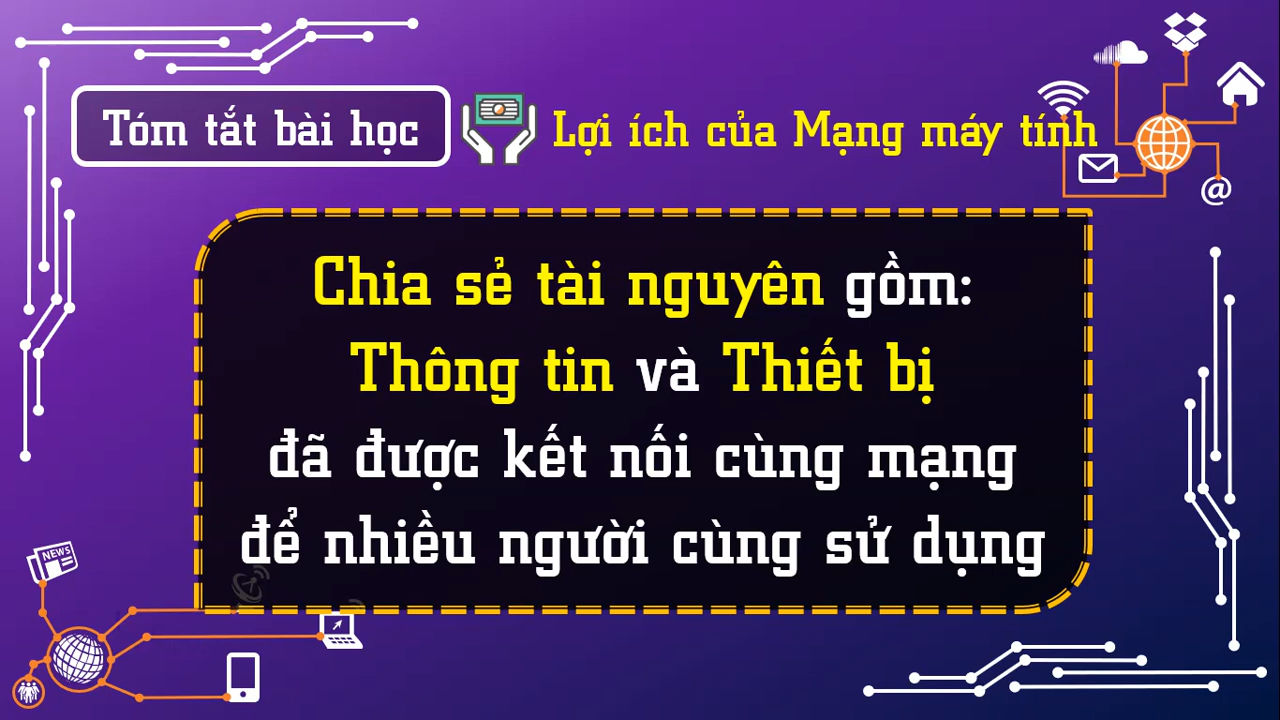 Tóm tắt bài học
Lợi ích của Mạng máy tính
@
Chia sẻ tài nguyên gồm:
Thông tin và Thiết bị
đã được kết nối cùng mạng
để nhiều người cùng sử dụng
NEWS